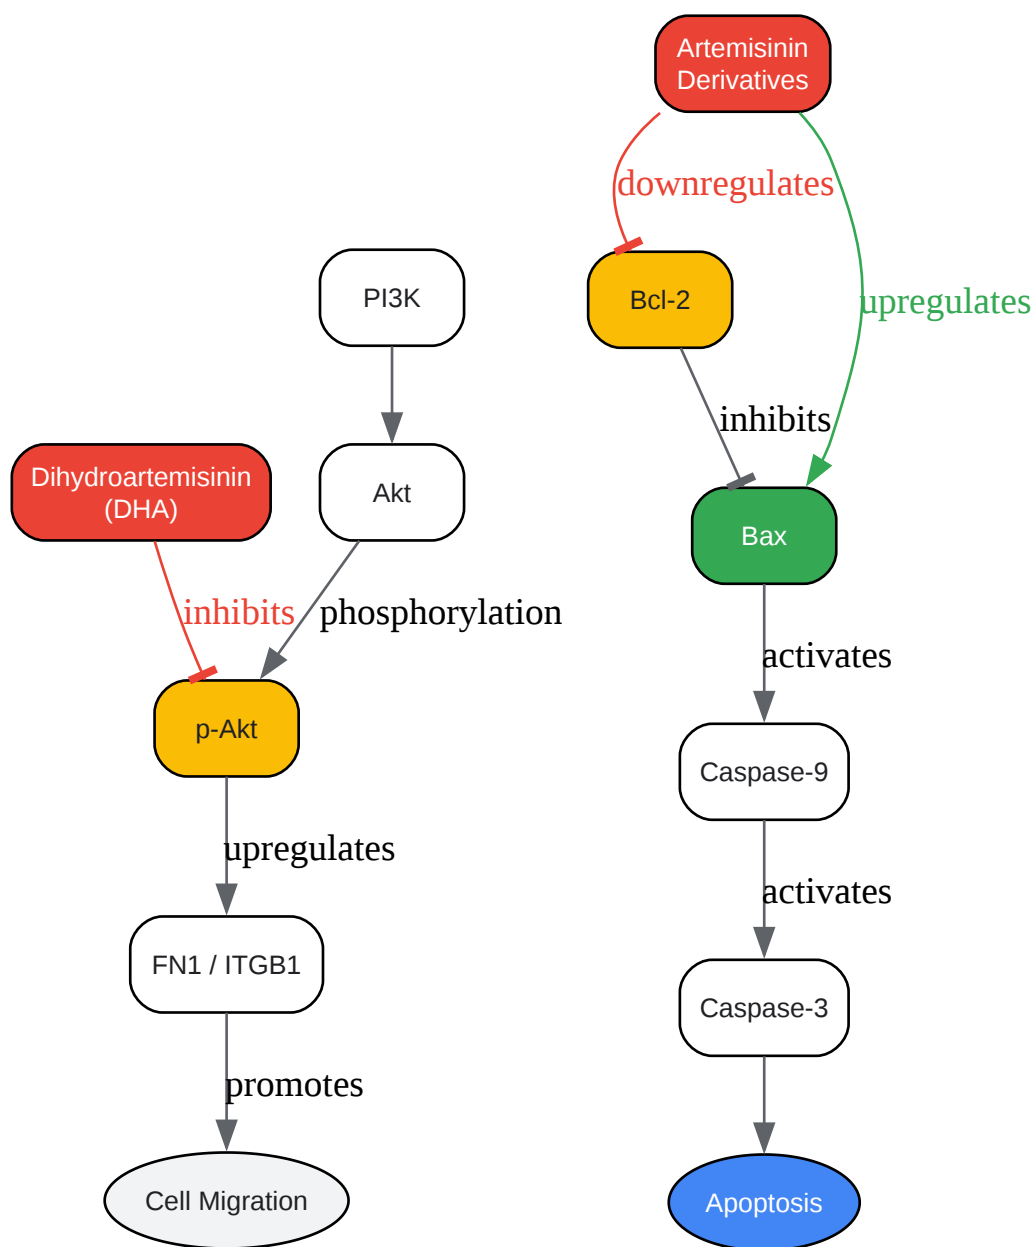 Artemisinin
Derivatives
downregulates
upregulates
Bcl-2
inhibits
Bax
activates
Caspase-9
activates
Caspase-3
Apoptosis
PI3K
Akt
Dihydroartemisinin
(DHA)
inhibits
phosphorylation
p-Akt
upregulates
FN1 / ITGB1
promotes
Cell Migration